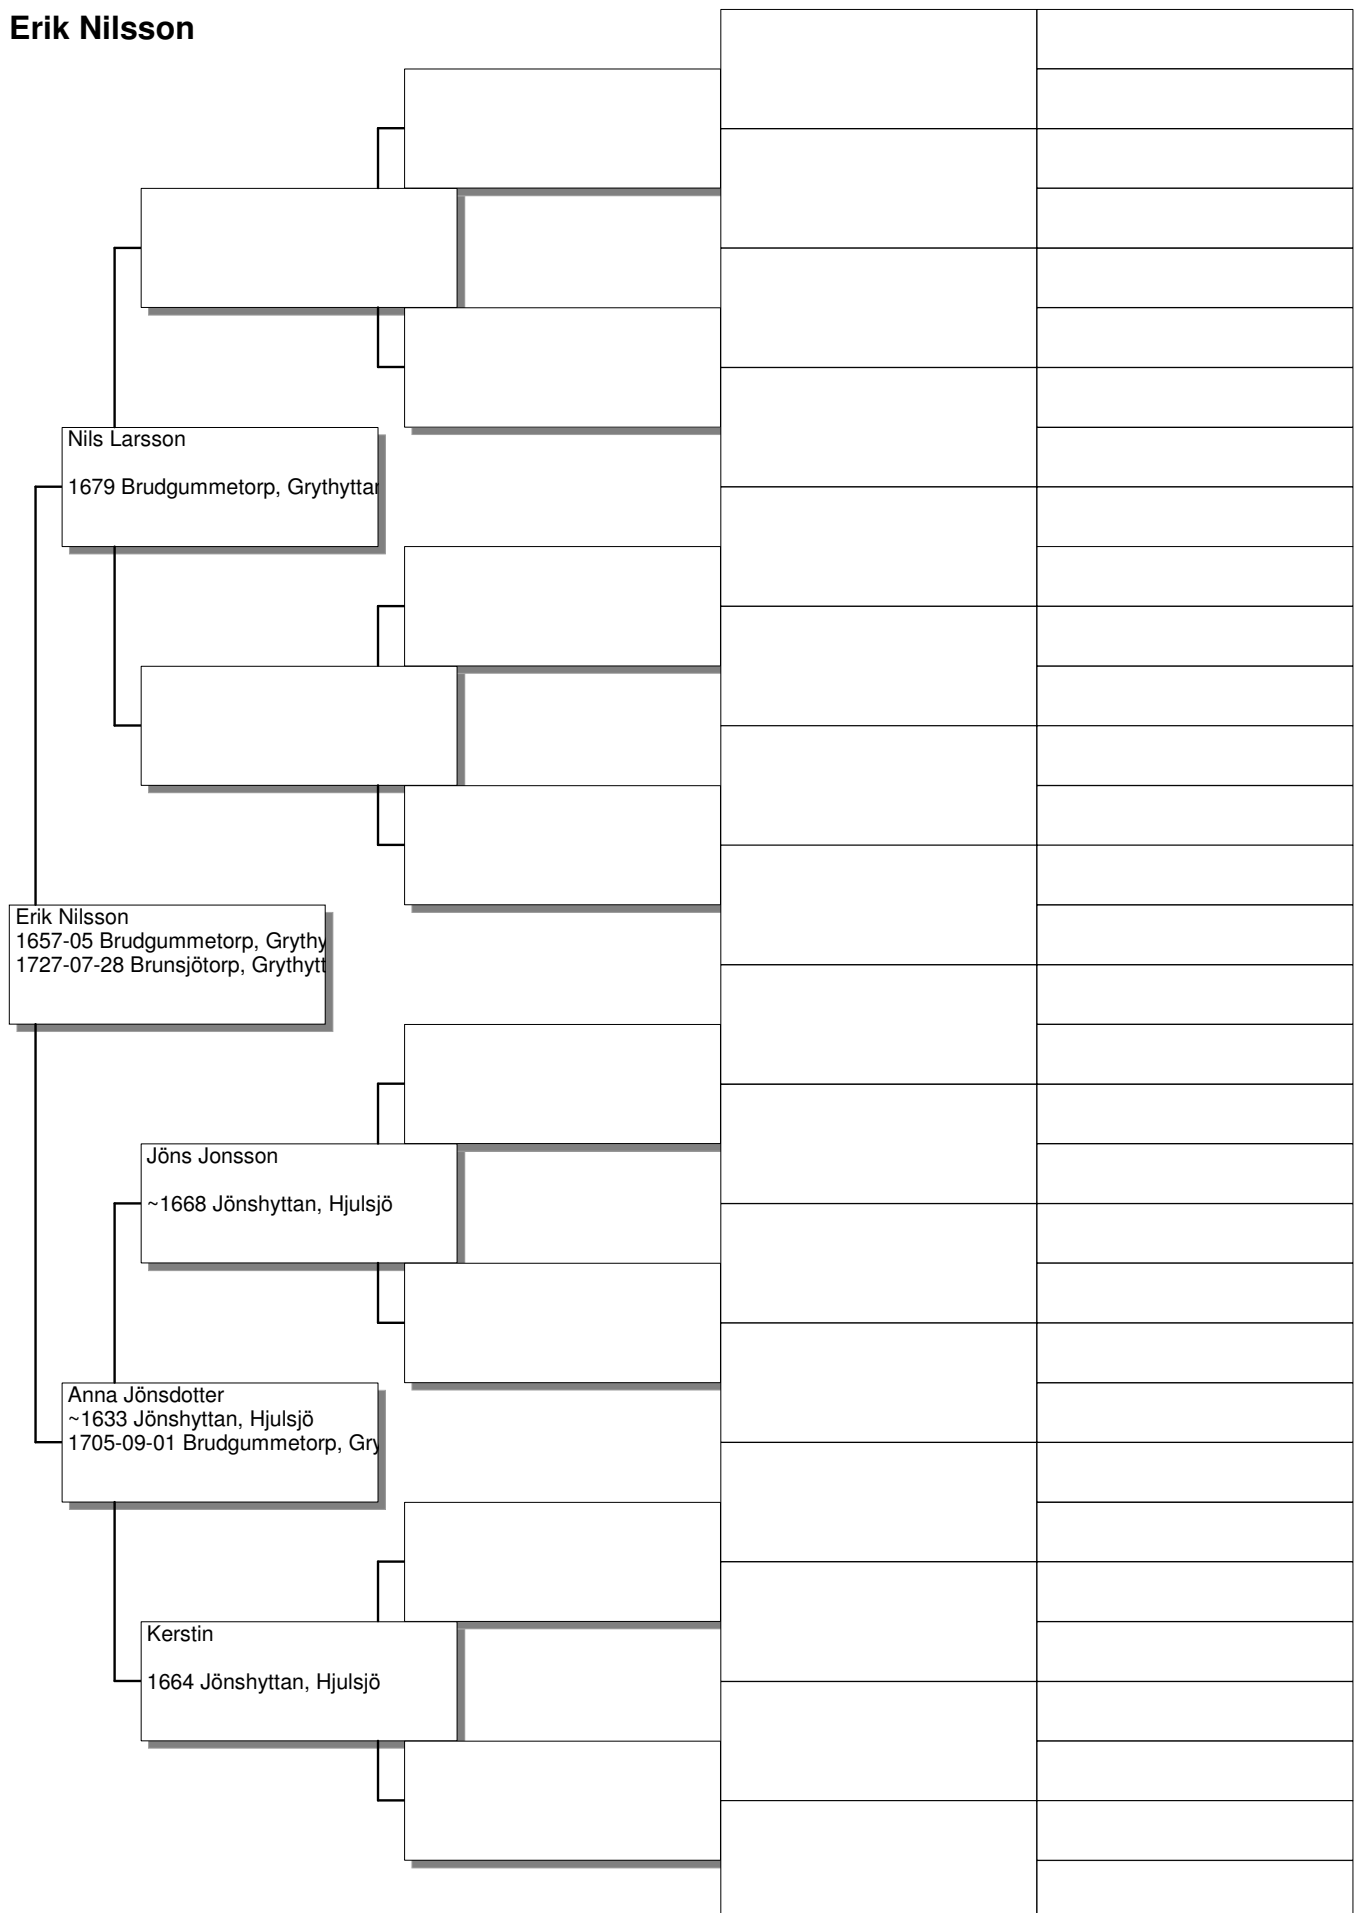 Erik Nilsson
Nils Larsson
1679 Brudgummetorp, Grythyttan
Erik Nilsson
1657-05 Brudgummetorp, Grythy
1727-07-28 Brunsjötorp, Grythytt
Jöns Jonsson
~1668 Jönshyttan, Hjulsjö
Anna Jönsdotter
~1633 Jönshyttan, Hjulsjö
1705-09-01 Brudgummetorp, Gry
Kerstin
1664 Jönshyttan, Hjulsjö